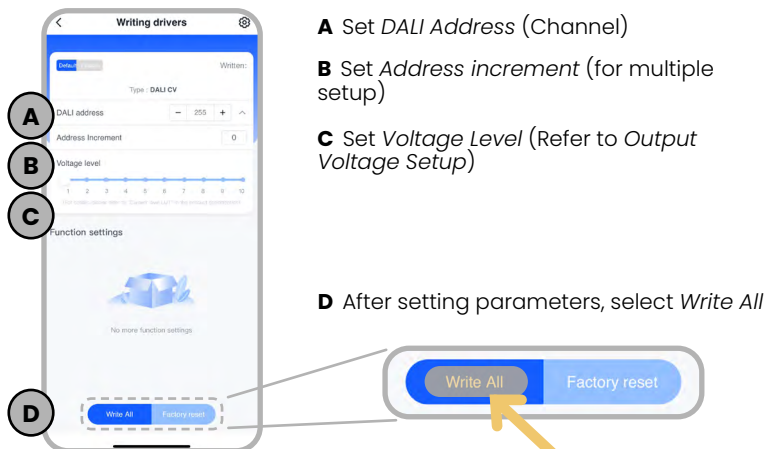 Writing drivers
Default
Written:
Type : DALI CV
A
DALI address
− 255 +
Address Increment
0
B
Voltage level
1 2 3 4 5 6 7 8 9 10
C
Function settings
No more function settings
D
Write All
Factory reset
A Set DALI Address (Channel)
B Set Address increment (for multiple
setup)
C Set Voltage Level (Refer to Output
Voltage Setup)
D After setting parameters, select Write All
Write All
Factory reset